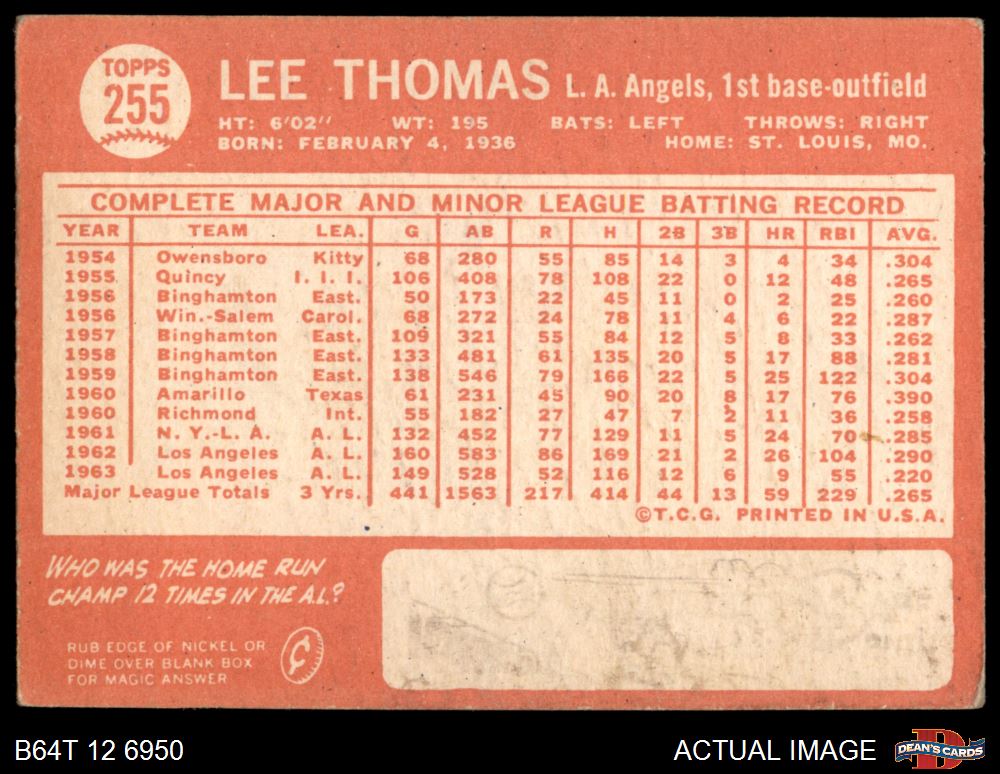 TOPPS
255
LEE THOMAS L. A. Angels, 1st base-outfield
HT: 6'02" WT: 195 BATS: LEFT THROWS: RIGHT
BORN: FEBRUARY 4, 1936 HOME: ST. LOUIS, MO.
COMPLETE MAJOR AND MINOR LEAGUE BATTING RECORD
YEAR TEAM LEA. G AB R H 2B 3B HR RBI AVG.
1954 Owensboro Kitty 68 280 55 85 14 3 4 34 .304
1955 Quincy I. I. I. 106 408 78 108 22 0 12 48 .265
1956 Binghamton East. 50 173 22 45 11 0 2 25 .260
1956 Win.-Salem Carol. 68 272 24 78 11 4 6 22 .287
1957 Binghamton East. 109 321 55 84 12 5 8 33 .262
1958 Binghamton East. 133 481 61 135 20 5 17 88 .281
1959 Binghamton East. 138 546 79 166 22 5 25 122 .304
1960 Amarillo Texas 61 231 45 90 20 8 17 76 .390
1960 Richmond Int. 55 182 27 47 7 2 11 36 .258
1961 N. Y.-L. A. A. L. 132 452 77 129 11 5 24 70 .285
1962 Los Angeles A. L. 160 583 86 169 21 2 26 104 .290
1963 Los Angeles A. L. 149 528 52 116 12 6 9 55 .220
Major League Totals 3 Yrs. 441 1563 217 414 44 13 59 229 .265
©T.C.G. PRINTED IN U.S.A.
WHO WAS THE HOME RUN
CHAMP 12 TIMES IN THE A.L.?
RUB EDGE OF NICKEL OR
DIME OVER BLANK BOX
FOR MAGIC ANSWER
¢
B64T 12 6950
ACTUAL IMAGE
DEAN'S CARDS